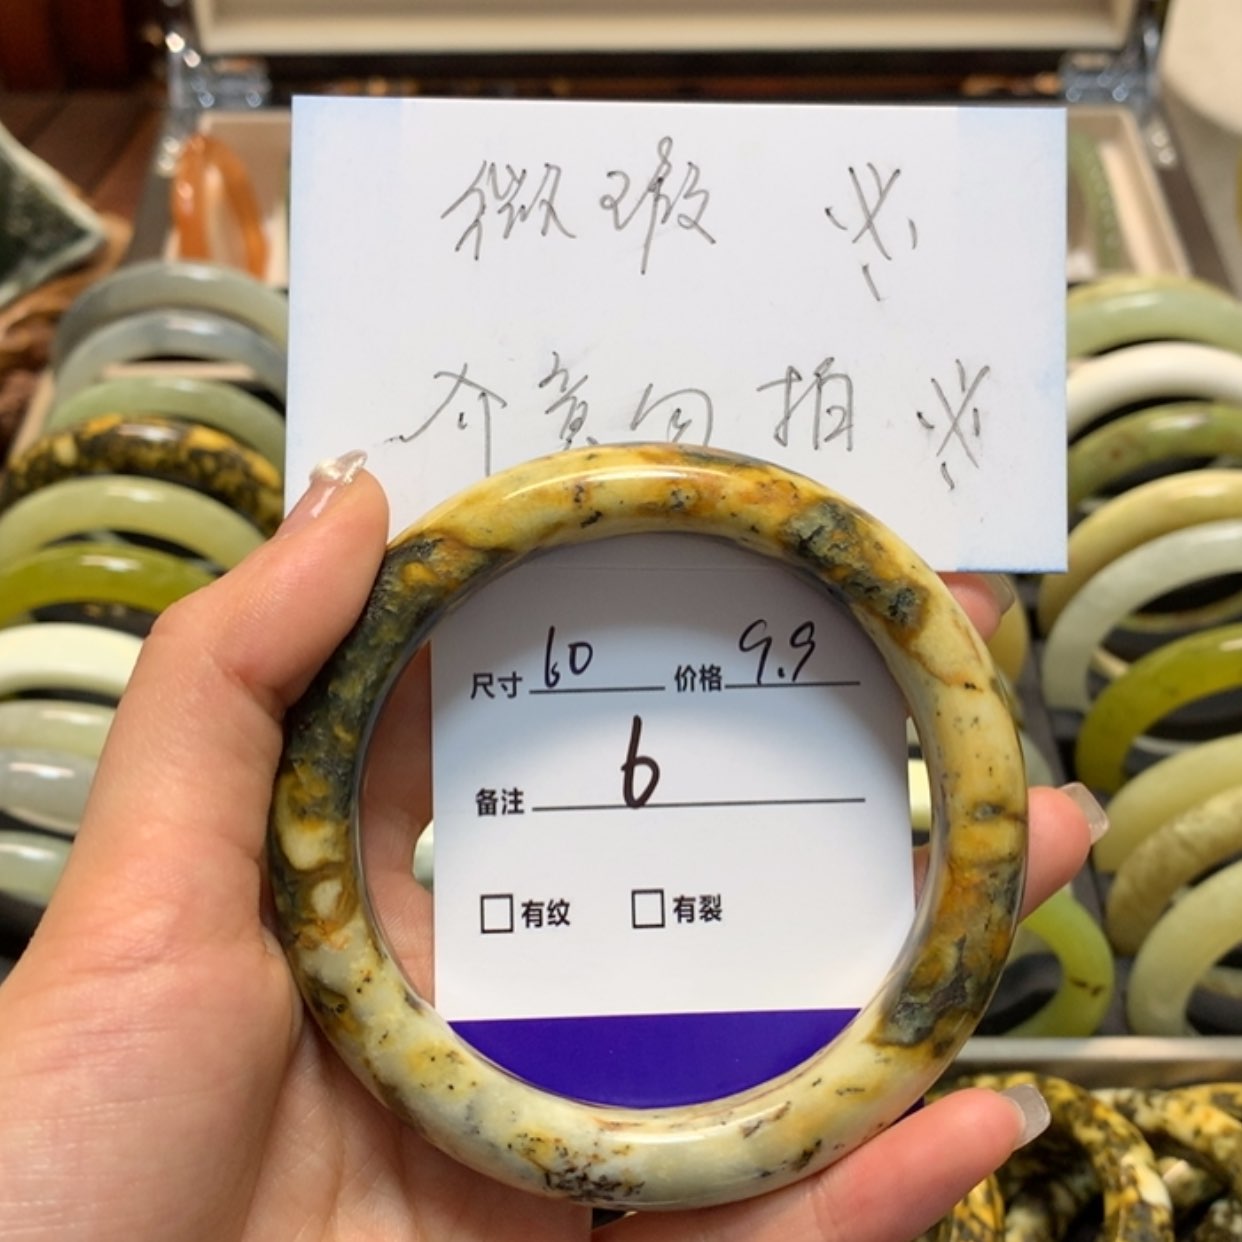 微瑕
介意勿拍
尺寸 60 价格 9.9
备注 6
□有纹 □有裂